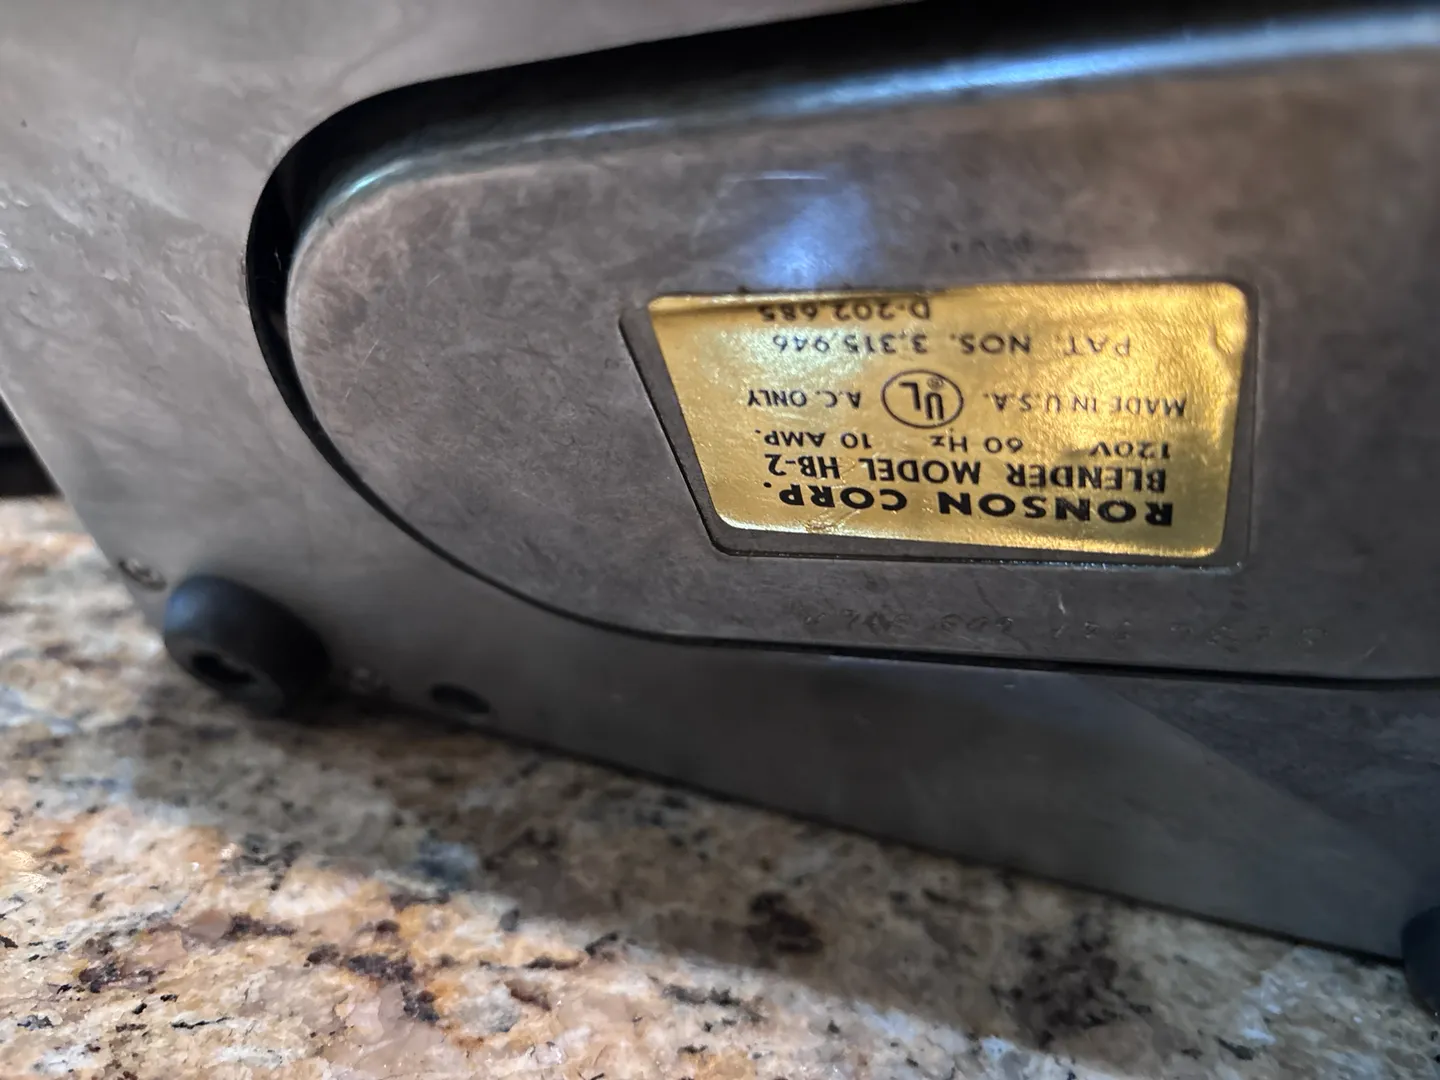 RONSON CORP.
BLENDER MODEL HB-2
120V 60 Hz 10 AMP.
MADE IN U.S.A. UL® A.C. ONLY
PAT. NOS. 3,315,946
D-202,685